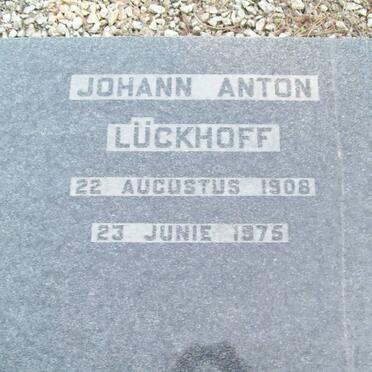 JOHANN ANTON
LÜCKHOFF
22 AUGUSTUS 1908
23 JUNIE 1975